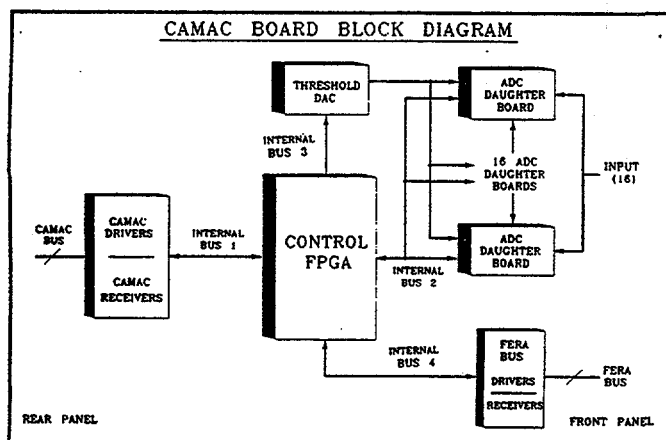 CAMAC BOARD BLOCK DIAGRAM
THRESHOLD
DAC
ADC
DAUGHTER
BOARD
INTERNAL
BUS 3
16 ADC
DAUGHTER
BOARDS
INPUT
(16)
CAMAC
BUS
CAMAC
DRIVERS
CAMAC
RECEIVERS
INTERNAL
BUS 1
CONTROL
FPGA
INTERNAL
BUS 2
ADC
DAUGHTER
BOARD
INTERNAL
BUS 4
FERA
BUS
DRIVERS
RECEIVERS
FERA
BUS
REAR PANEL
FRONT PANEL